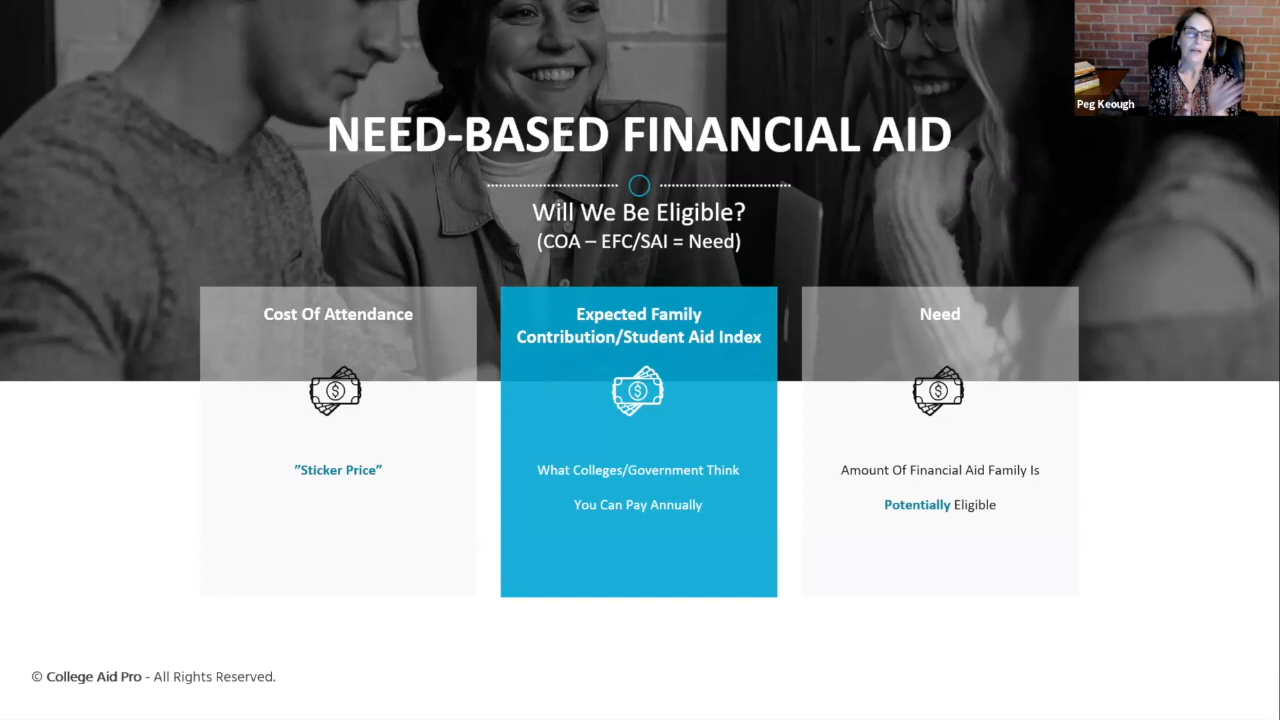 Peg Keough
NEED-BASED FINANCIAL AID
Will We Be Eligible?
(COA – EFC/SAI = Need)
Cost Of Attendance
”Sticker Price”
Expected Family
Contribution/Student Aid Index
What Colleges/Government Think
You Can Pay Annually
Need
Amount Of Financial Aid Family Is
Potentially Eligible
© College Aid Pro - All Rights Reserved.